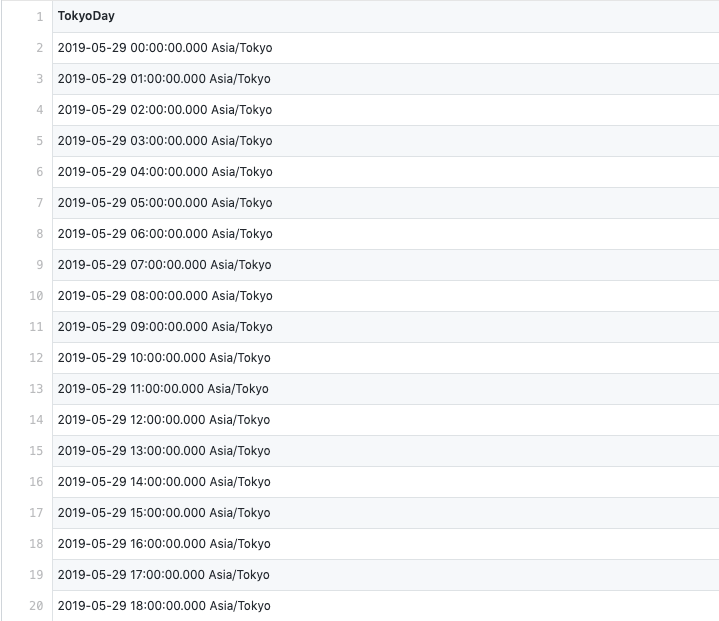 1 TokyoDay
2 2019-05-29 00:00:00.000 Asia/Tokyo
3 2019-05-29 01:00:00.000 Asia/Tokyo
4 2019-05-29 02:00:00.000 Asia/Tokyo
5 2019-05-29 03:00:00.000 Asia/Tokyo
6 2019-05-29 04:00:00.000 Asia/Tokyo
7 2019-05-29 05:00:00.000 Asia/Tokyo
8 2019-05-29 06:00:00.000 Asia/Tokyo
9 2019-05-29 07:00:00.000 Asia/Tokyo
10 2019-05-29 08:00:00.000 Asia/Tokyo
11 2019-05-29 09:00:00.000 Asia/Tokyo
12 2019-05-29 10:00:00.000 Asia/Tokyo
13 2019-05-29 11:00:00.000 Asia/Tokyo
14 2019-05-29 12:00:00.000 Asia/Tokyo
15 2019-05-29 13:00:00.000 Asia/Tokyo
16 2019-05-29 14:00:00.000 Asia/Tokyo
17 2019-05-29 15:00:00.000 Asia/Tokyo
18 2019-05-29 16:00:00.000 Asia/Tokyo
19 2019-05-29 17:00:00.000 Asia/Tokyo
20 2019-05-29 18:00:00.000 Asia/Tokyo